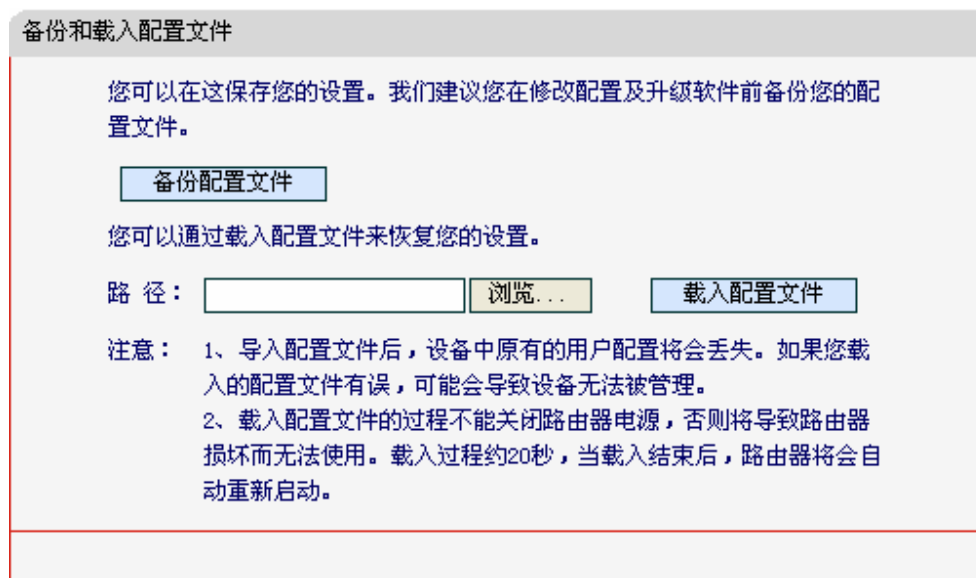 备份和载入配置文件
您可以在这保存您的设置。我们建议您在修改配置及升级软件前备份您的配
置文件。
备份配置文件
您可以通过载入配置文件来恢复您的设置。
路 径： 浏览... 载入配置文件
注意： 1、导入配置文件后，设备中原有的用户配置将会丢失。如果您载
入的配置文件有误，可能会导致设备无法被管理。
2、载入配置文件的过程不能关闭路由器电源，否则将导致路由器
损坏而无法使用。载入过程约20秒，当载入结束后，路由器将会自
动重新启动。